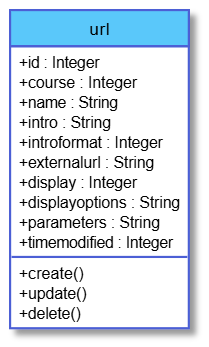 url
+id : Integer
+course : Integer
+name : String
+intro : String
+introformat : Integer
+externalurl : String
+display : Integer
+displayoptions : String
+parameters : String
+timemodified : Integer
+create()
+update()
+delete()